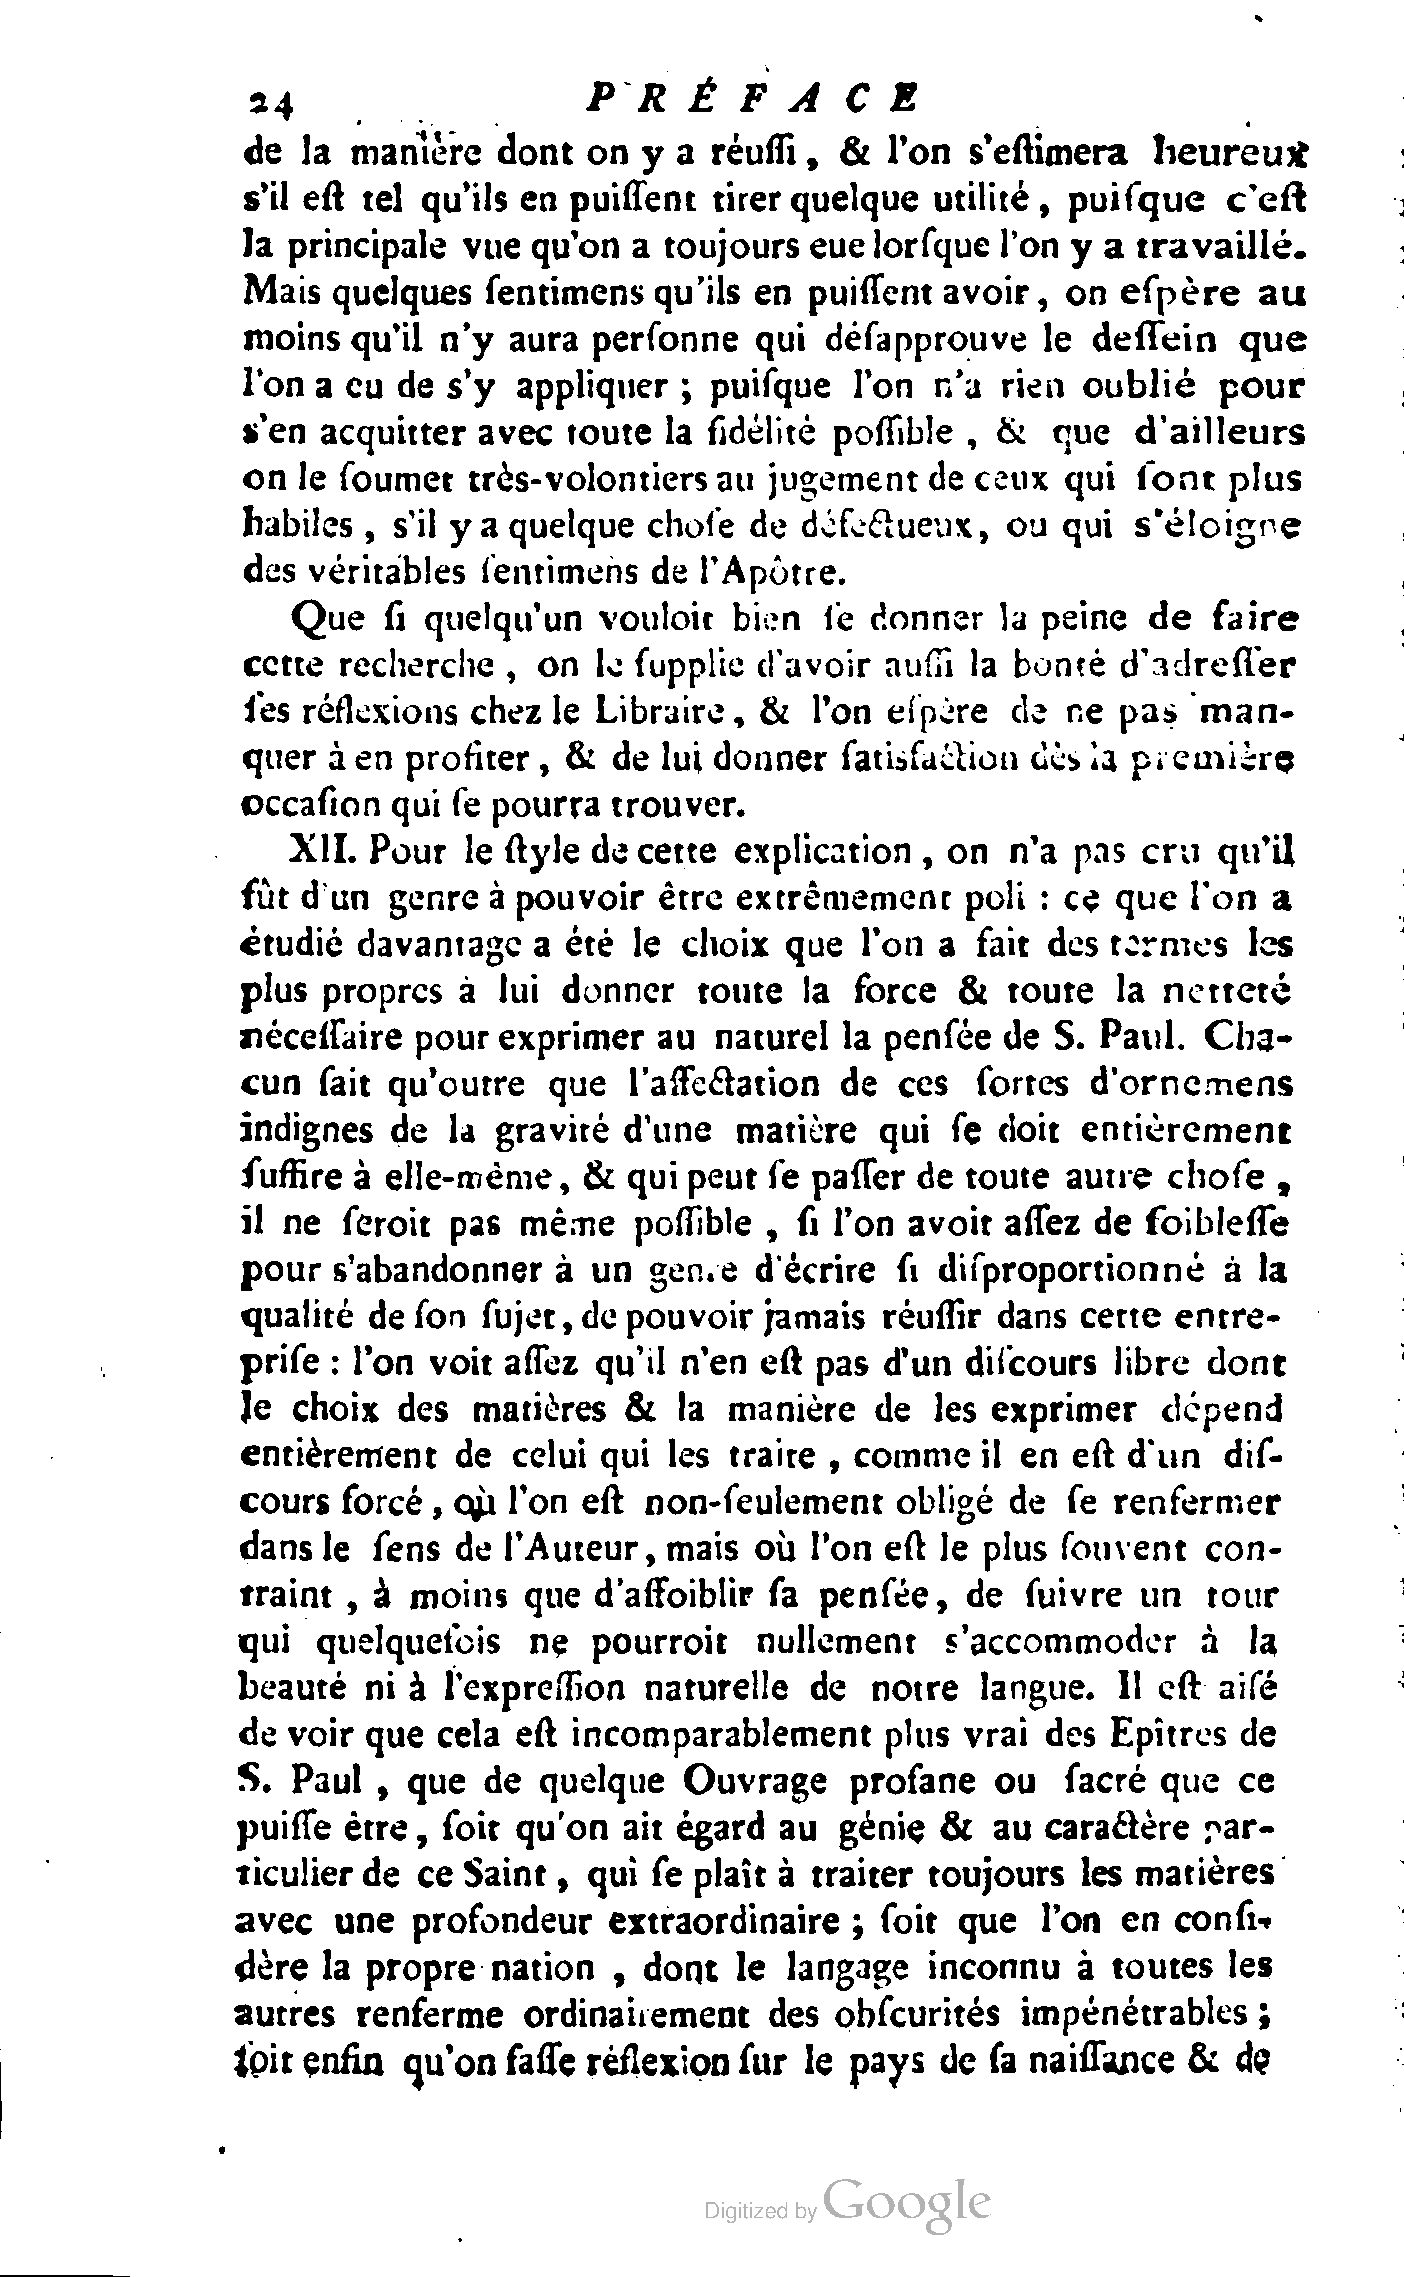 24 PRÉFACE
de la manière dont on y a réuſſi, & l'on s'eſtimera heureux
s'il eſt tel qu'ils en puiſſent tirer quelque utilité, puiſque c'eſt
la principale vue qu'on a toujours eue lorſque l'on y a travaillé.
Mais quelques ſentimens qu'ils en puiſſent avoir, on eſpère au
moins qu'il n'y aura perſonne qui déſapprouve le deſſein que
l'on a eu de s'y appliquer ; puiſque l'on n'a rien oublié pour
s'en acquitter avec toute la fidélité poſſible, & que d'ailleurs
on le ſoumet très-volontiers au jugement de ceux qui ſont plus
habiles, s'il y a quelque choſe de défectueux, ou qui s'éloigne
des véritables ſentimens de l'Apôtre.
Que ſi quelqu'un vouloit bien ſe donner la peine de faire
cette recherche, on le ſupplie d'avoir auſſi la bonté d'adreſſer
ſes réflexions chez le Libraire, & l'on eſpère de ne pas man-
quer à en profiter, & de lui donner ſatisfaction dès la première
occaſion qui ſe pourra trouver.
XII. Pour le ſtyle de cette explication, on n'a pas cru qu'il
fût d'un genre à pouvoir être extrêmement poli : ce que l'on a
étudié davantage a été le choix que l'on a fait des termes les
plus propres à lui donner toute la force & toute la netteté
néceſſaire pour exprimer au naturel la penſée de S. Paul. Cha-
cun ſait qu'outre que l'affectation de ces ſortes d'ornemens
indignes de la gravité d'une matière qui ſe doit entièrement
ſuffire à elle-même, & qui peut ſe paſſer de toute autre choſe,
il ne ſeroit pas même poſſible, ſi l'on avoit aſſez de foibleſſe
pour s'abandonner à un genre d'écrire ſi diſproportionné à la
qualité de ſon ſujet, de pouvoir jamais réuſſir dans cette entre-
priſe : l'on voit aſſez qu'il n'en eſt pas d'un diſcours libre dont
le choix des matières & la manière de les exprimer dépend
entièrement de celui qui les traite, comme il en eſt d'un diſ-
cours forcé, où l'on eſt non-ſeulement obligé de ſe renfermer
dans le ſens de l'Auteur, mais où l'on eſt le plus ſouvent con-
traint, à moins que d'affoiblir ſa penſée, de ſuivre un tour
qui quelquefois ne pourroit nullement s'accommoder à la
beauté ni à l'expreſſion naturelle de notre langue. Il eſt aiſé
de voir que cela eſt incomparablement plus vrai des Epîtres de
S. Paul, que de quelque Ouvrage profane ou ſacré que ce
puiſſe être, ſoit qu'on ait égard au génie & au caractère par-
ticulier de ce Saint, qui ſe plaît à traiter toujours les matières
avec une profondeur extraordinaire ; ſoit que l'on en conſi-
dère la propre nation, dont le langage inconnu à toutes les
autres renferme ordinairement des obſcurités impénétrables ;
ſoit enfin qu'on faſſe réflexion ſur le pays de ſa naiſſance & de
Digitized by Google